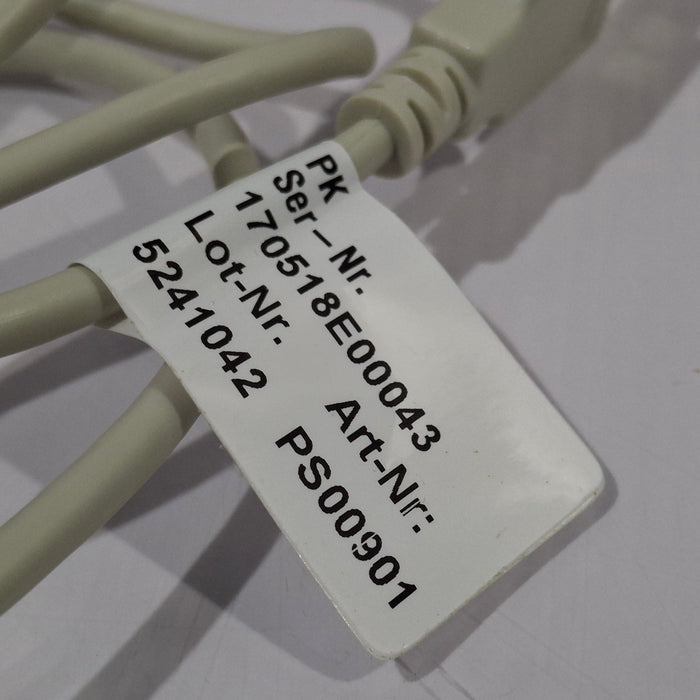 PK
Ser-Nr.
170518E00043
Lot-Nr. Art-Nr:
5241042 PS00901